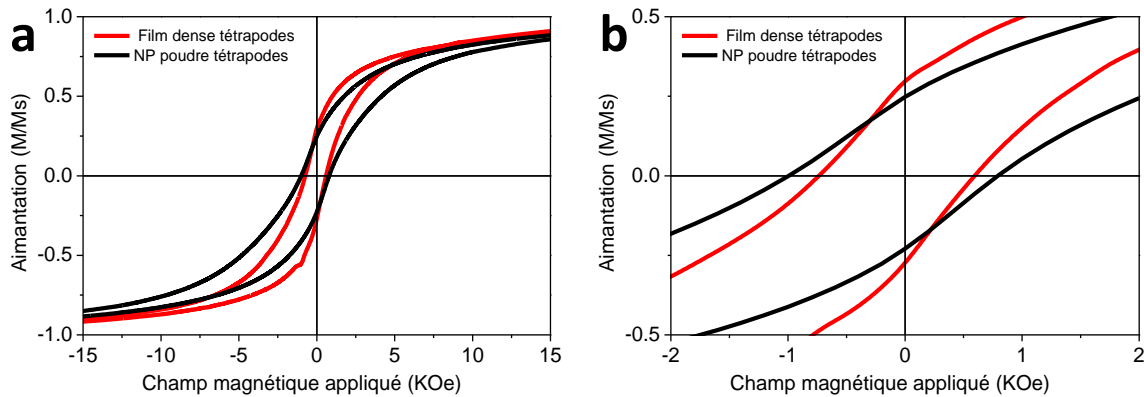 a
Film dense tétrapodes
NP poudre tétrapodes
Aimantation (M/Ms)
1.0
0.5
0.0
-0.5
-1.0
-15 -10 -5 0 5 10 15
Champ magnétique appliqué (KOe)
b
Film dense tétrapodes
NP poudre tétrapodes
Aimantation (M/Ms)
0.5
0.0
-0.5
-2 -1 0 1 2
Champ magnétique appliqué (KOe)